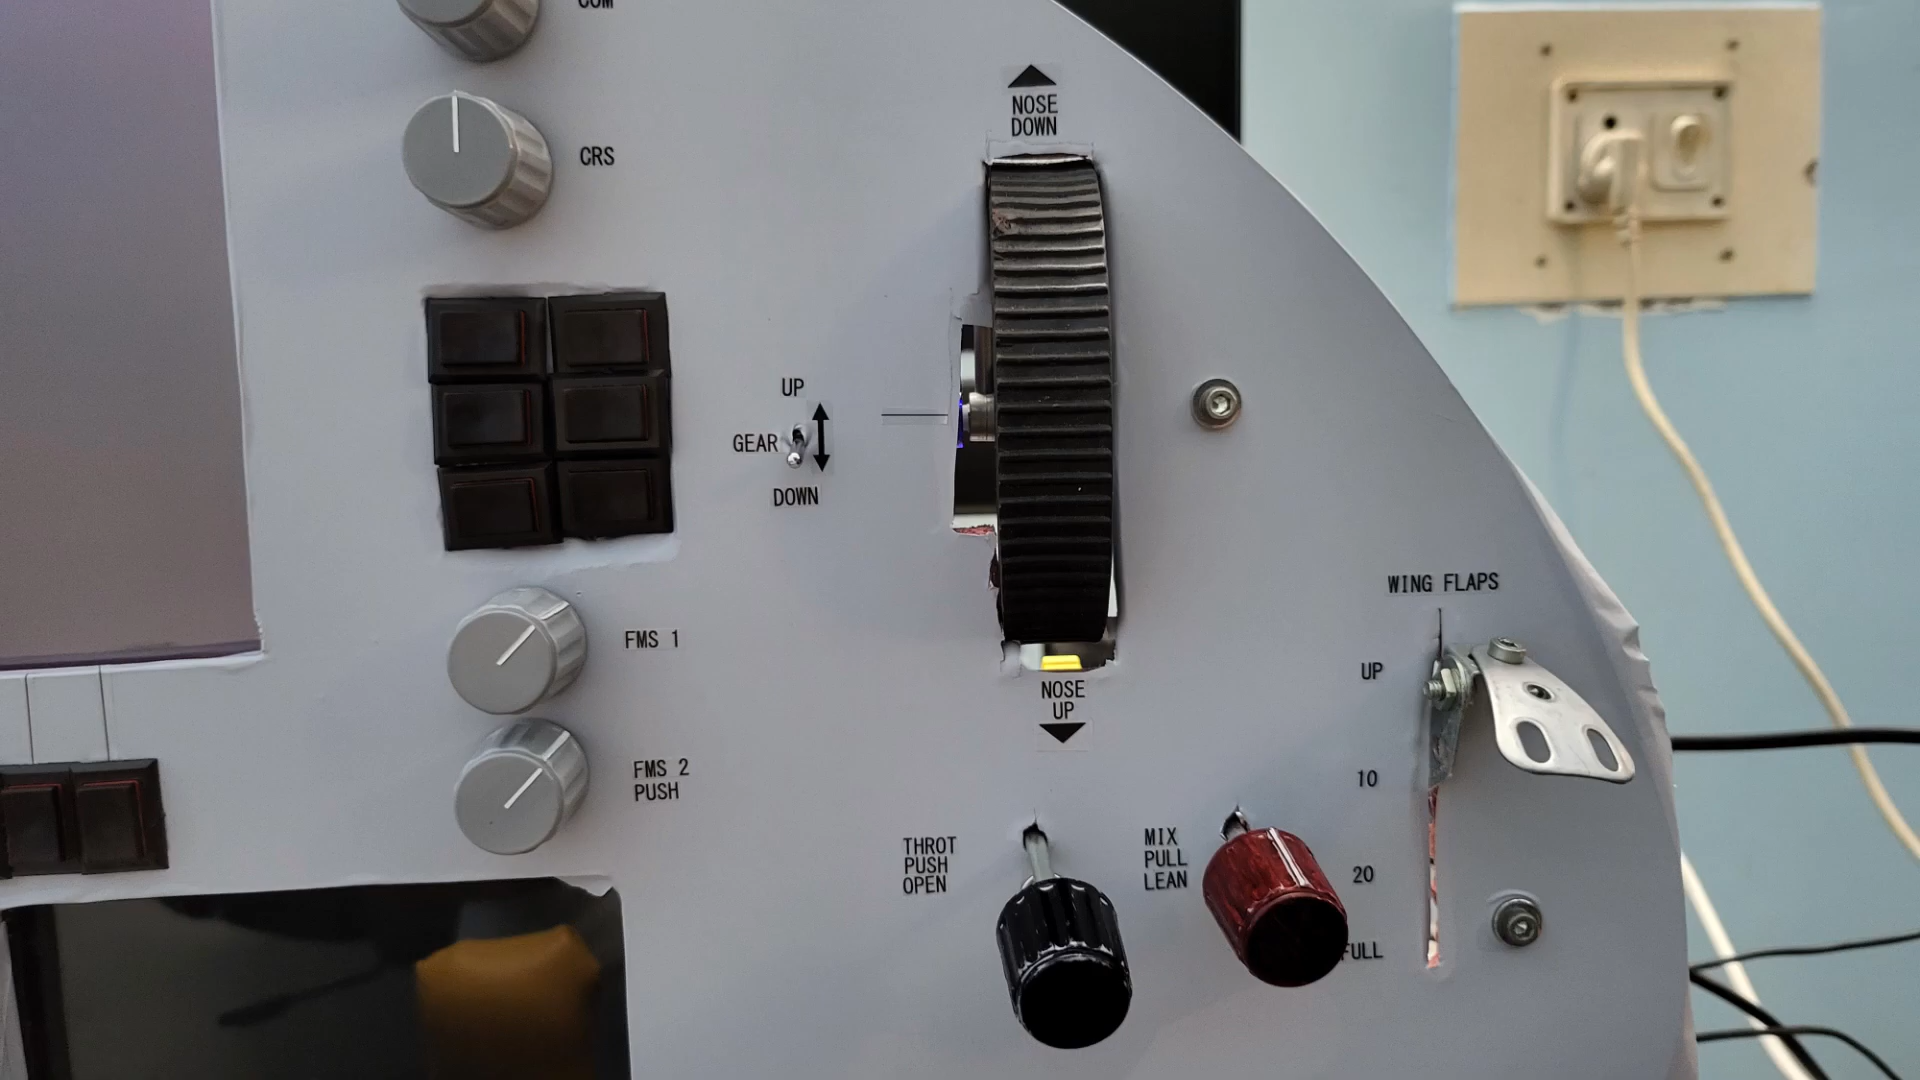 COM
CRS
NOSE
DOWN
UP
GEAR
DOWN
WING FLAPS
FMS 1
UP
NOSE
UP
FMS 2
PUSH
10
THROT
PUSH
OPEN
MIX
PULL
LEAN
20
FULL